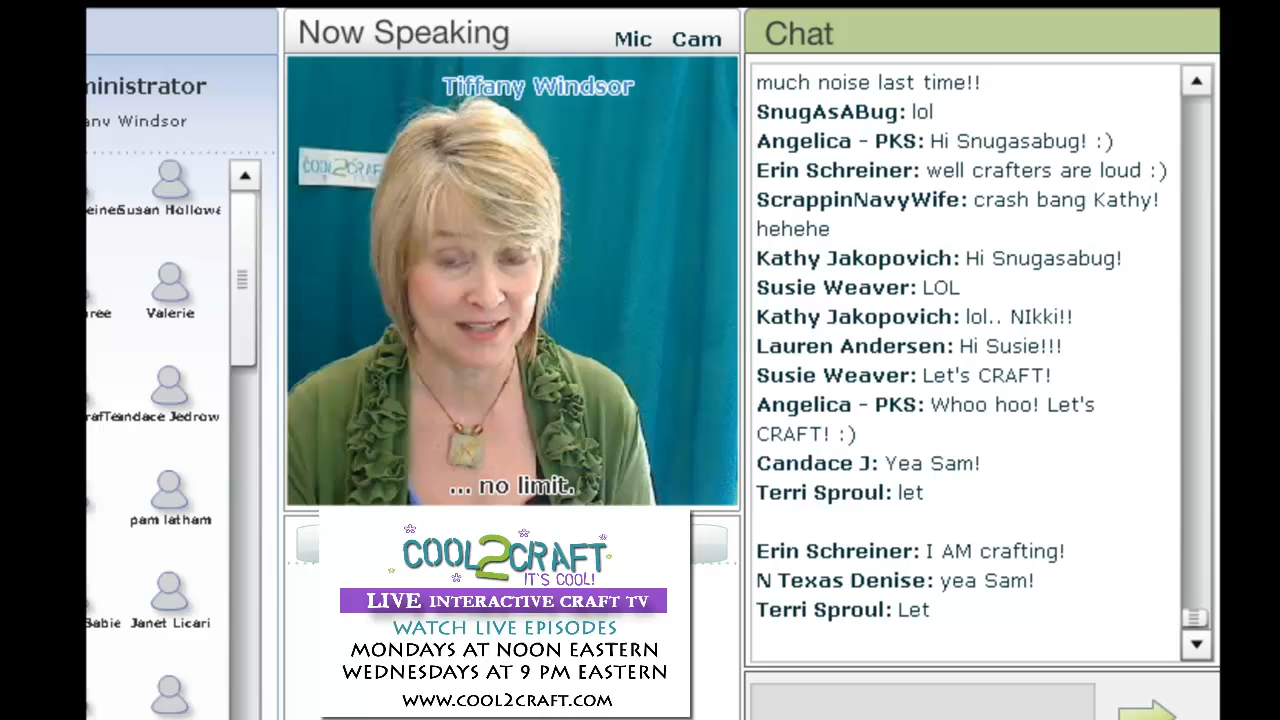 Now Speaking
Mic Cam
Chat
ministrator
Windsor
Susan Hollow
Valerie
pam latham
Janet Licari
Tiffany Windsor
COOL2CRAF
... no limit.
COOL2CRAFT
IT'S COOL!
LIVE INTERACTIVE CRAFT TV
WATCH LIVE EPISODES
MONDAYS AT NOON EASTERN
WEDNESDAYS AT 9 PM EASTERN
WWW.COOL2CRAFT.COM
much noise last time!!
SnugAsABug: lol
Angelica - PKS: Hi Snugasabug! :)
Erin Schreiner: well crafters are loud :)
ScrappinNavyWife: crash bang Kathy!
hehehe
Kathy Jakopovich: Hi Snugasabug!
Susie Weaver: LOL
Kathy Jakopovich: lol.. NIkki!!
Lauren Andersen: Hi Susie!!!
Susie Weaver: Let's CRAFT!
Angelica - PKS: Whoo hoo! Let's
CRAFT! :)
Candace J: Yea Sam!
Terri Sproul: let
Erin Schreiner: I AM crafting!
N Texas Denise: yea Sam!
Terri Sproul: Let